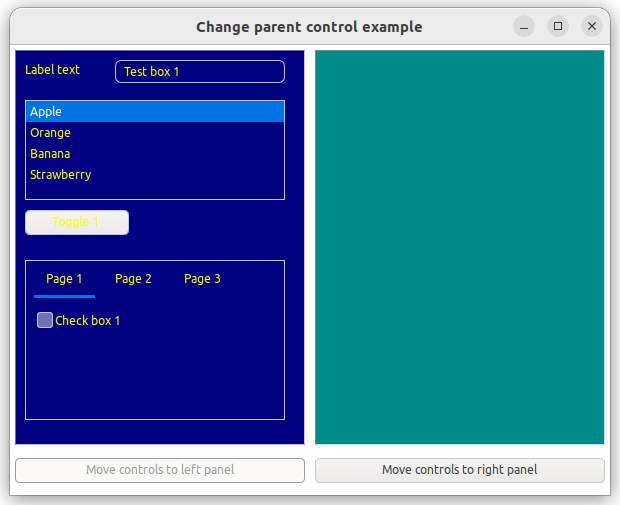 Change parent control example
Label text
Test box 1
Apple
Orange
Banana
Strawberry
Toggle 1
Page 1 Page 2 Page 3
Check box 1
Move controls to left panel
Move controls to right panel